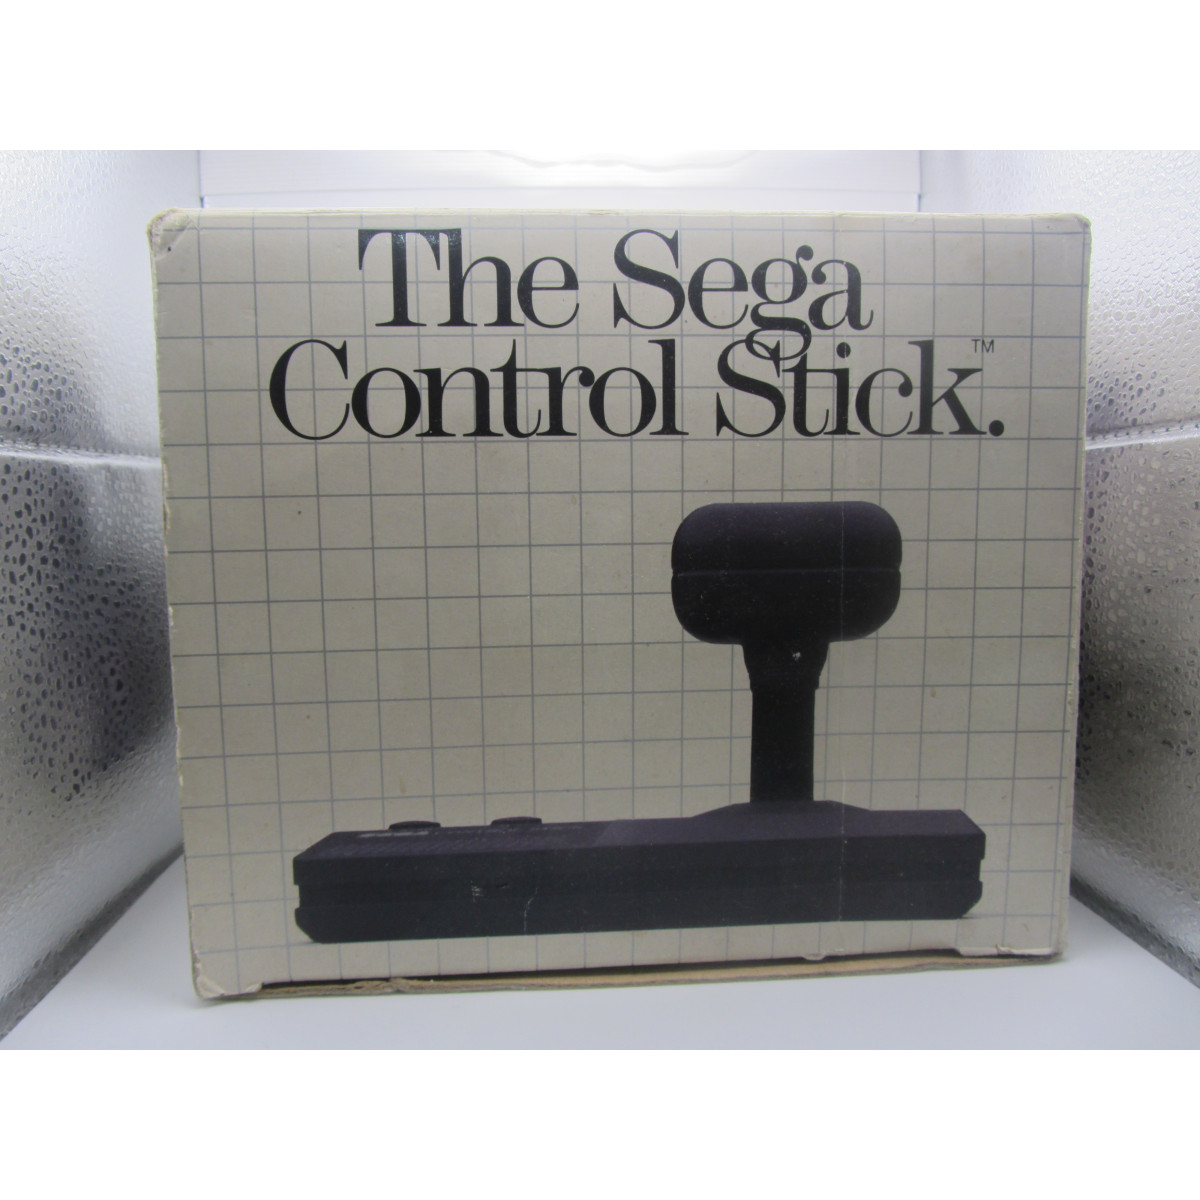 The Sega
Control Stick.™